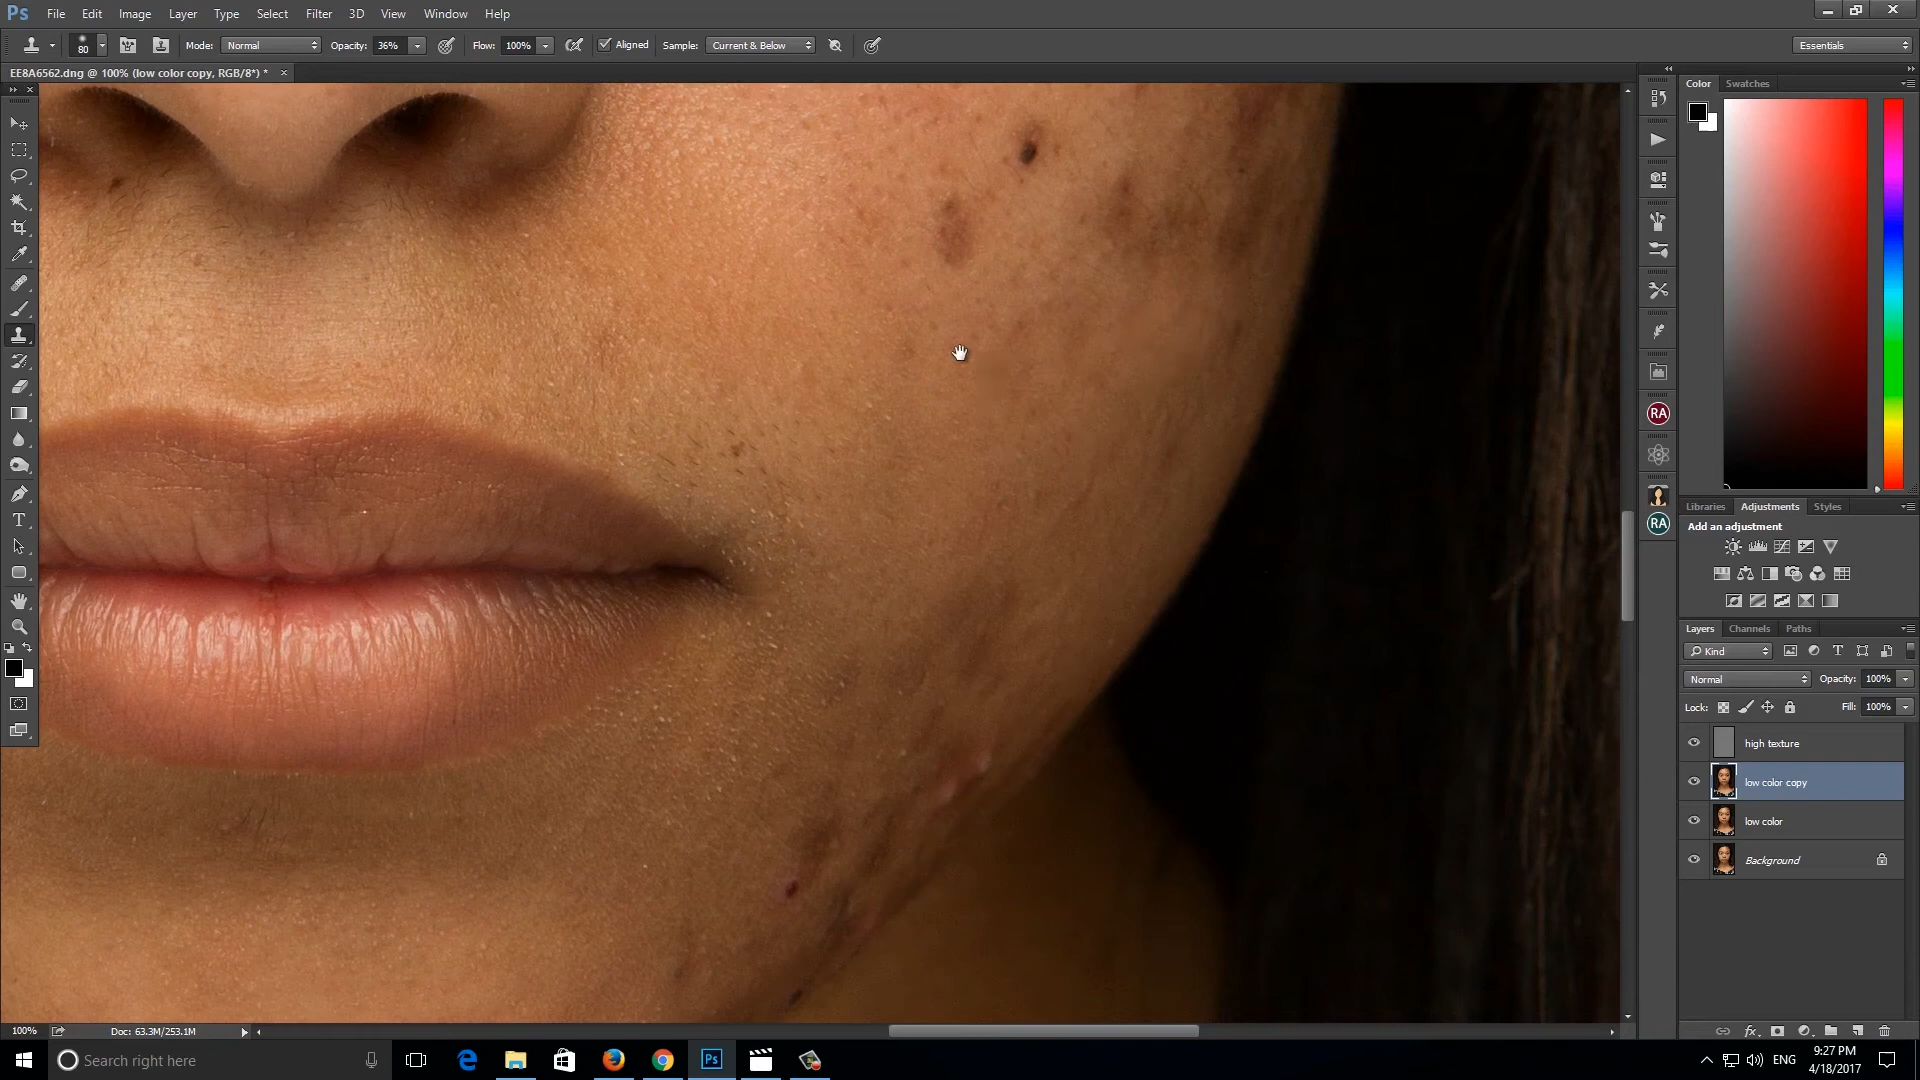 Ps File Edit Image Layer Type Select Filter 3D View Window Help
80 Mode: Normal Opacity: 36% Flow: 100% Aligned Sample: Current & Below Essentials
EE8A6562.dng @ 100% (low color copy, RGB/8*) * ×
Color Swatches
RA
RA
Libraries Adjustments Styles
Add an adjustment
Layers Channels Paths
Kind
Normal Opacity: 100%
Lock: Fill: 100%
high texture
low color copy
low color
Background
fx
T
100% Doc: 63.3M/253.1M
Search right here
Ps
ENG
9:27 PM
4/18/2017